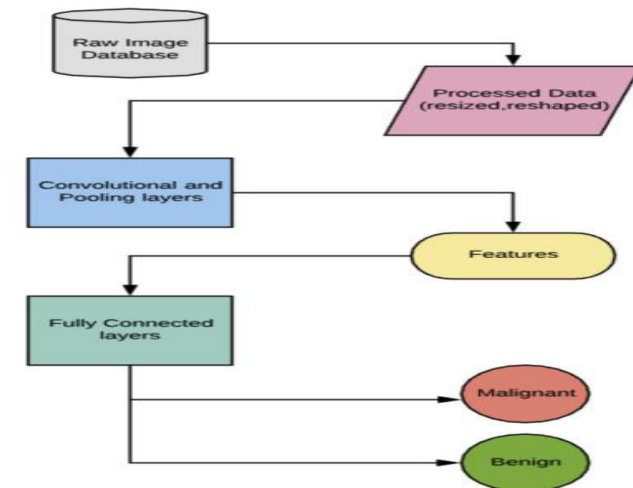 Raw Image
Database
Processed Data
(resized,reshaped)
Convolutional and
Pooling layers
Features
Fully Connected
layers
Malignant
Benign